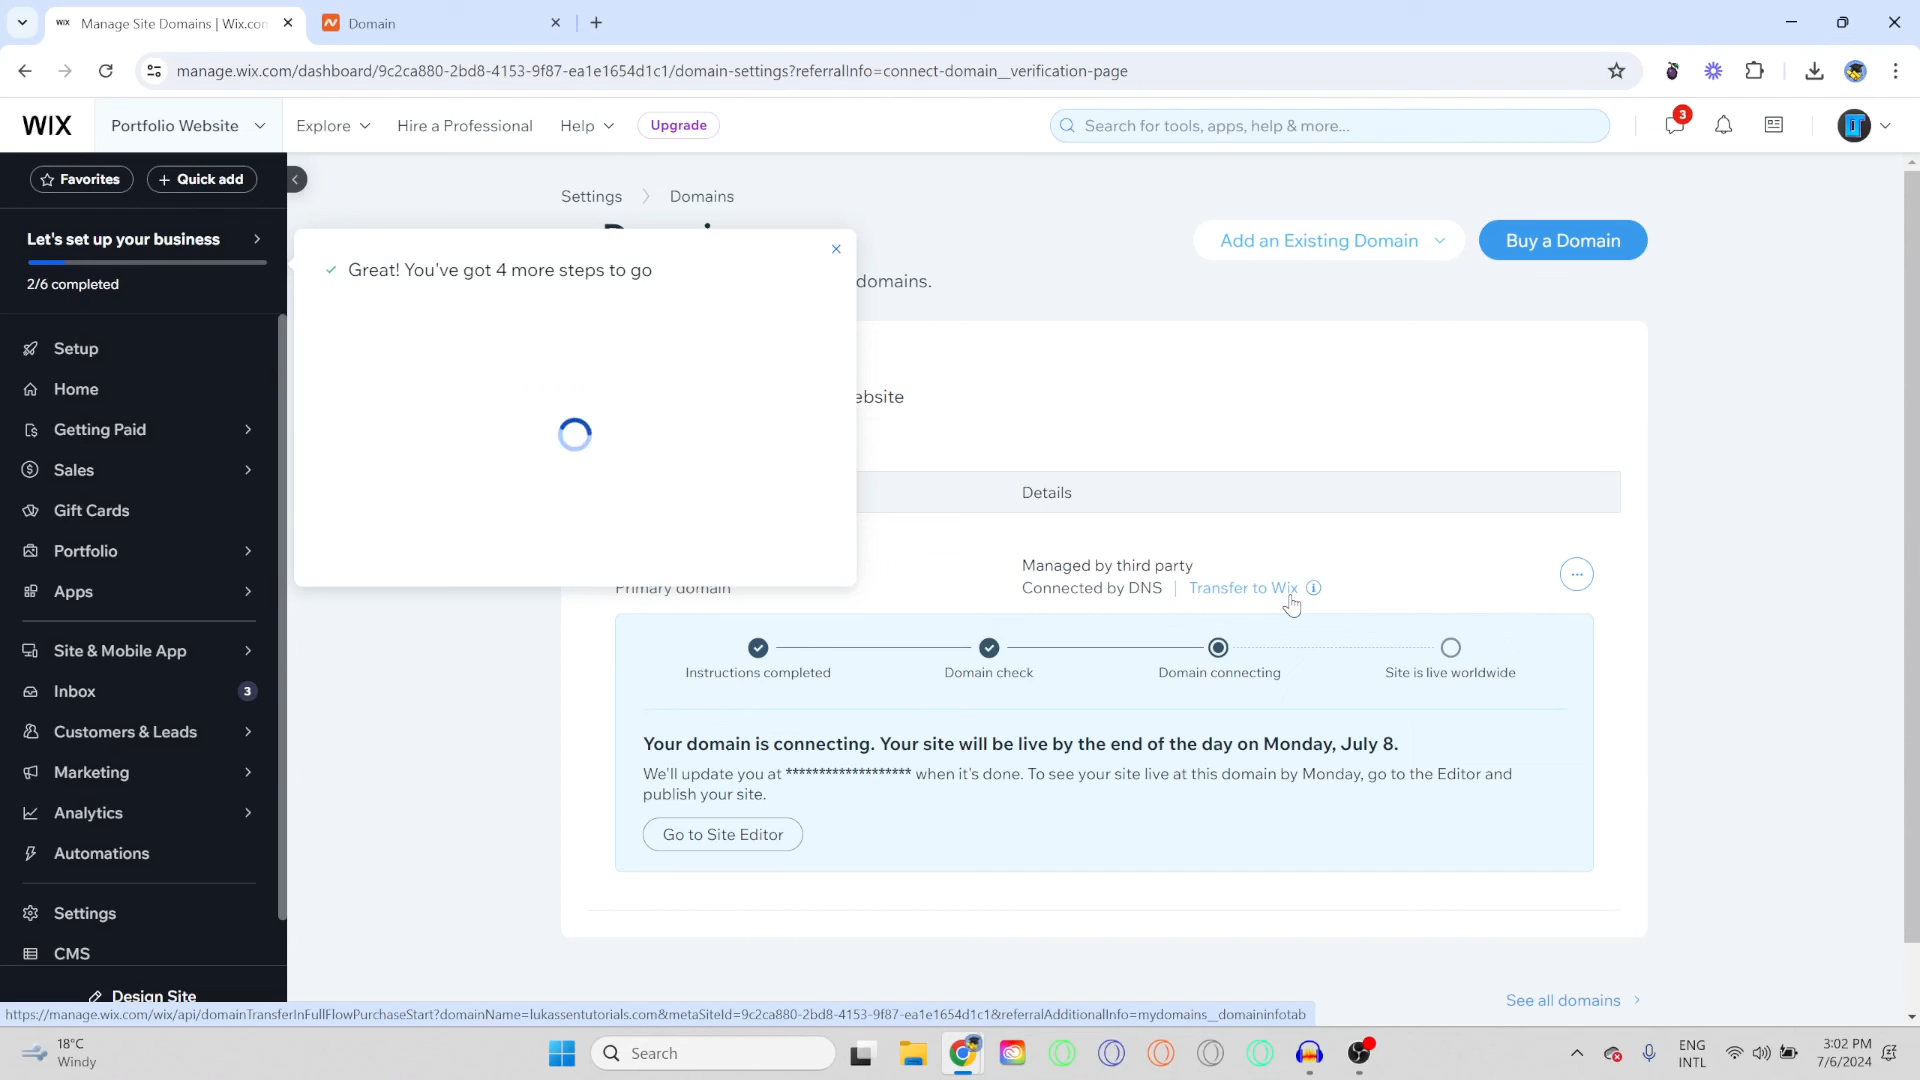 WIX Manage Site Domains | Wix.com
Domain
manage.wix.com/dashboard/9c2ca880-2bd8-4153-9f87-ea1e1654d1c1/domain-settings?referralInfo=connect-domain__verification-page
WIX
Portfolio Website
Explore
Hire a Professional
Help
Upgrade
Search for tools, apps, help & more...
3
Favorites
Quick add
Let's set up your business
2/6 completed
Setup
Home
Getting Paid
Sales
Gift Cards
Portfolio
Apps
Site & Mobile App
Inbox 3
Customers & Leads
Marketing
Analytics
Automations
Settings
CMS
Design Site
Settings > Domains
Add an Existing Domain
Buy a Domain
Great! You've got 4 more steps to go
domains.
ebsite
Details
Managed by third party
Primary domain
Connected by DNS | Transfer to Wix
Instructions completed
Domain check
Domain connecting
Site is live worldwide
Your domain is connecting. Your site will be live by the end of the day on Monday, July 8.
We'll update you at ******************* when it's done. To see your site live at this domain by Monday, go to the Editor and
publish your site.
Go to Site Editor
See all domains
https://manage.wix.com/wix/api/domainTransferInFullFlowPurchaseStart?domainName=lukassentutorials.com&metaSiteId=9c2ca880-2bd8-4153-9f87-ea1e1654d1c1&referralAdditionalInfo=mydomains__domaininfotab
18°C
Windy
Search
ENG
INTL
3:02 PM
7/6/2024